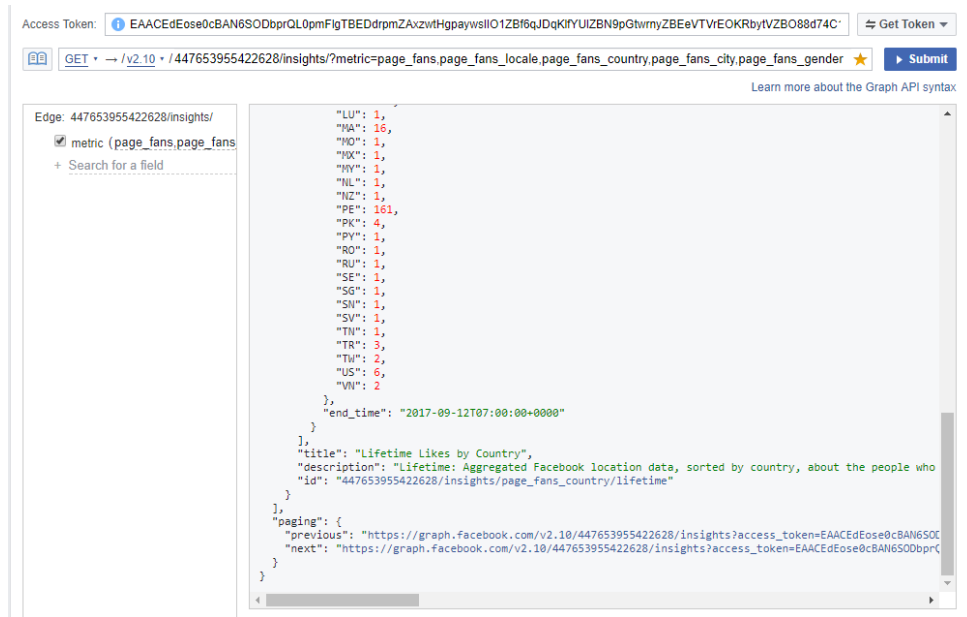 Access Token:
Get Token
GET → / v2.10 /447653955422628/insights/?metric=page_fans,page_fans_locale,page_fans_country,page_fans_city,page_fans_gender
Submit
Learn more about the Graph API syntax
Edge: 447653955422628/insights/
metric (page_fans,page_fans
+ Search for a field
"LU": 1,
"MA": 16,
"MO": 1,
"MX": 1,
"MY": 1,
"NL": 1,
"NZ": 1,
"PE": 161,
"PK": 4,
"PY": 1,
"RO": 1,
"RU": 1,
"SE": 1,
"SG": 1,
"SN": 1,
"SV": 1,
"TN": 1,
"TR": 3,
"TW": 2,
"US": 6,
"VN": 2
},
"end_time": "2017-09-12T07:00:00+0000"
}
],
"title": "Lifetime Likes by Country",
"description": "Lifetime: Aggregated Facebook location data, sorted by country, about the people who
"id": "447653955422628/insights/page_fans_country/lifetime"
}
],
"paging": {
"previous": "https://graph.facebook.com/v2.10/447653955422628/insights?access_token=
"next": "https://graph.facebook.com/v2.10/447653955422628/insights?access_token=
}
}